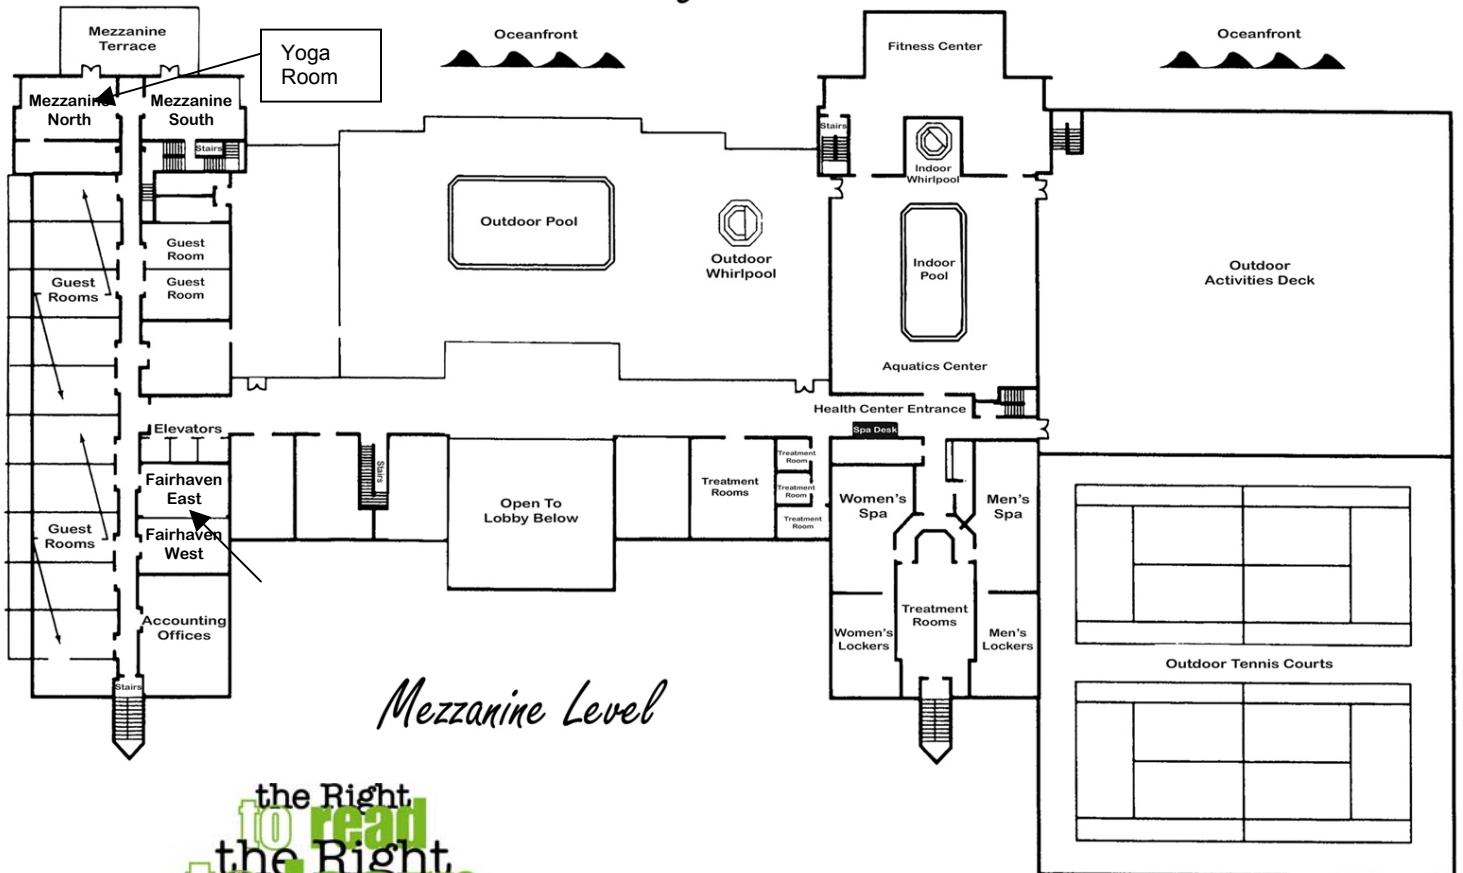 Mezzanine
Terrace
Yoga
Room
Oceanfront
Fitness Center
Oceanfront
Mezzanine
North
Mezzanine
South
Stairs
Stairs
Indoor
Whirlpool
Guest
Room
Guest
Room
Guest
Rooms
Outdoor Pool
Outdoor
Whirlpool
Indoor
Pool
Outdoor
Activities Deck
Aquatics Center
Health Center Entrance
Spa Desk
Elevators
Fairhaven
East
Fairhaven
West
Guest
Rooms
Stairs
Open To
Lobby Below
Treatment
Rooms
Treatment
Room
Treatment
Room
Treatment
Room
Women's
Spa
Men's
Spa
Accounting
Offices
Treatment
Rooms
Women's
Lockers
Men's
Lockers
Outdoor Tennis Courts
Stairs
Mezzanine Level
the Right
to read
the Right